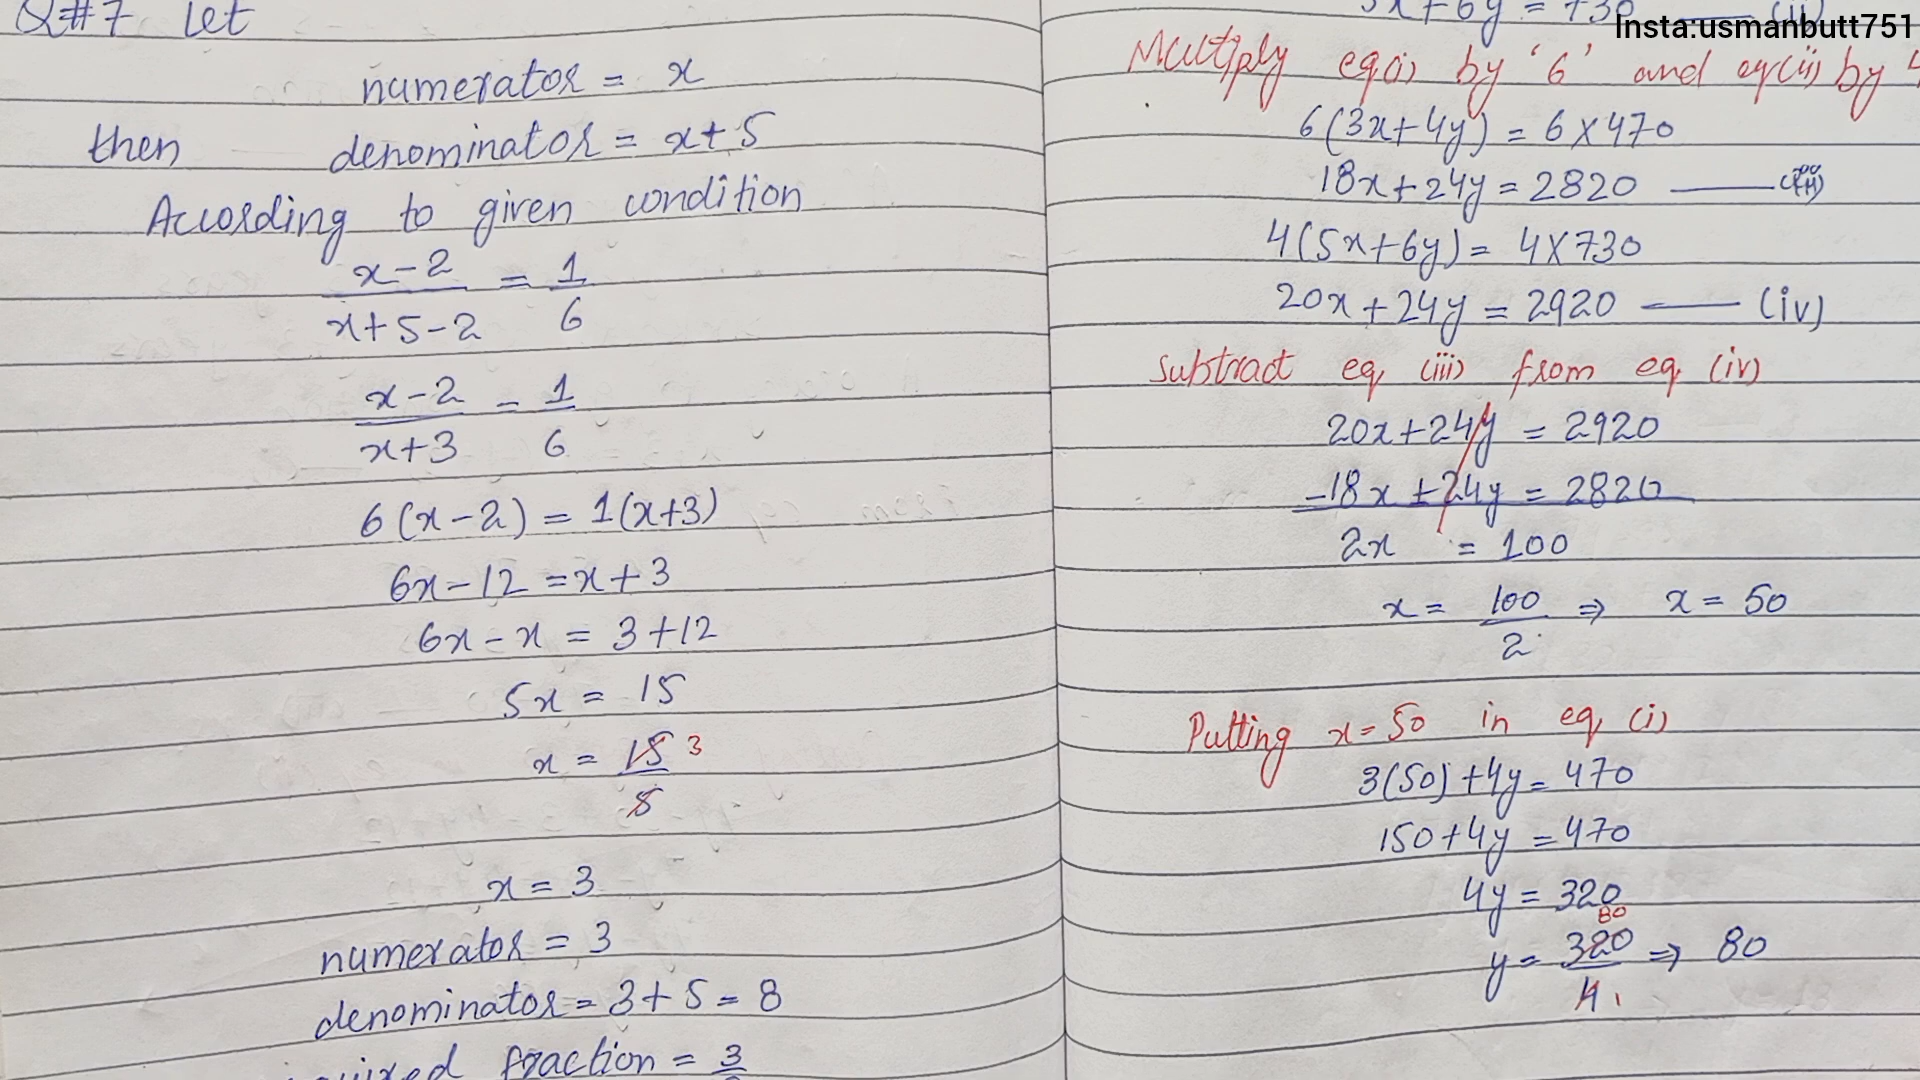 Q#7 Let
numerator = x
then denominator = x+5
According to given condition
x-2/x+5-2 = 1/6
x-2/x+3 - 1/6
6(x-2) = 1(x+3)
6x-12 = x+3
6x-x = 3+12
5x = 15
x = 15/5 3
x = 3
numerator = 3
denominator = 3+5 = 8
fraction = 3
Insta:usmanbutt751
Multiply eq(i) by '6' and eq(ii) by
6(3x+4y) = 6×470
18x+24y = 2820
4(5x+6y) = 4×730
20x+24y = 2920 —— (iv)
Subtract eq (iii) from eq (iv)
20x+24y = 2920
-18x ±24y = 2820
2x = 100
x = 100/2 ⇒ x = 50
Putting x=50 in eq (i)
3(50)+4y = 470
150+4y = 470
4y = 320
y = 320/4 80 1 ⇒ 80